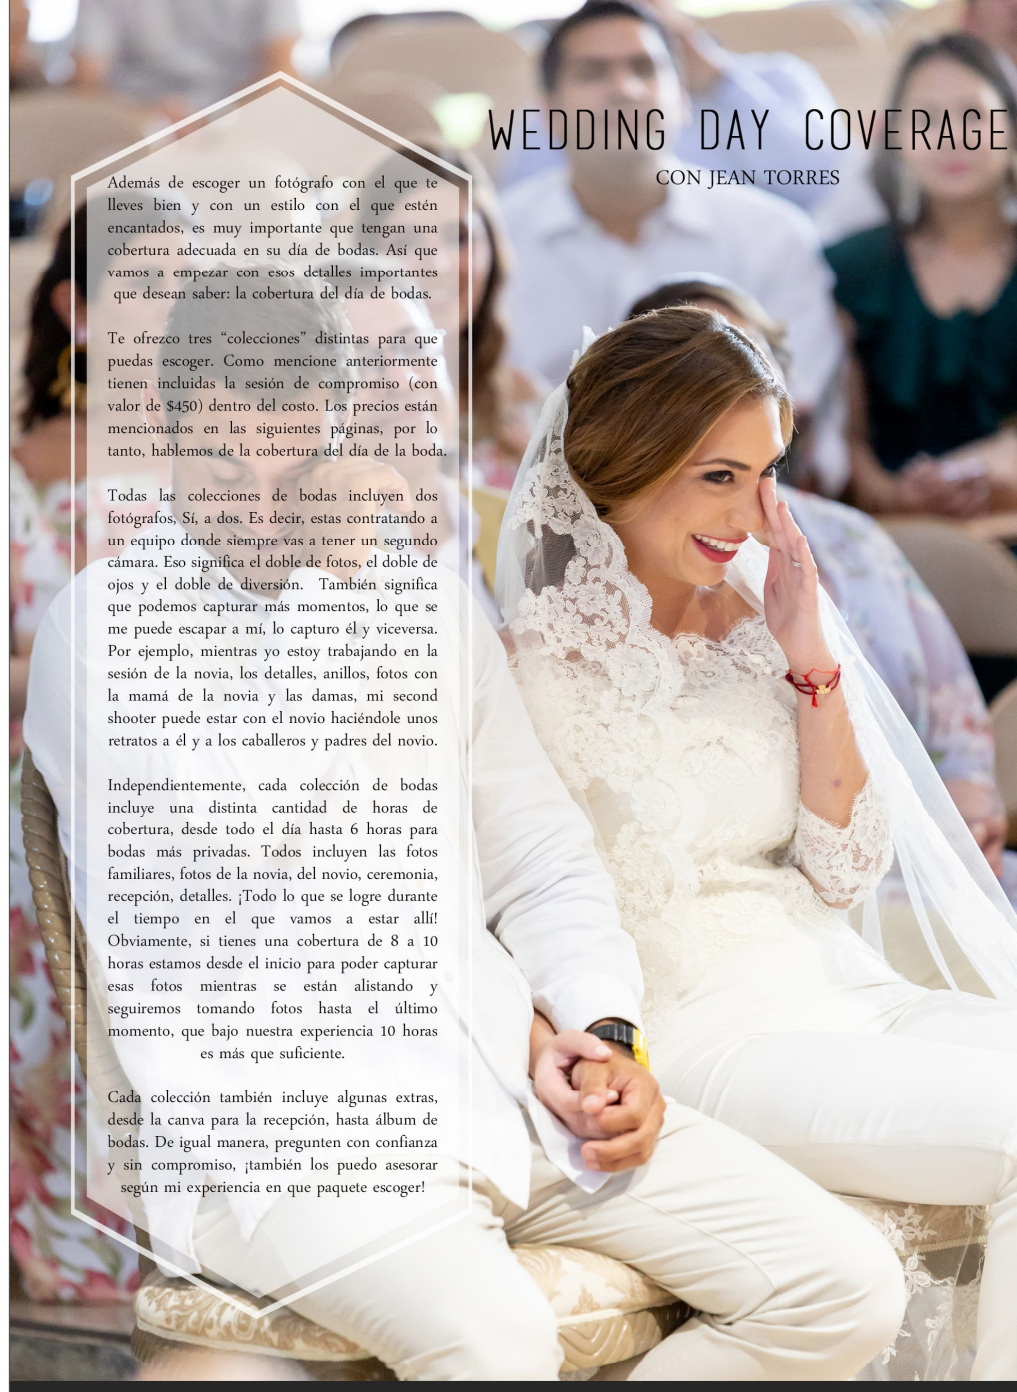 WEDDING DAY COVERAGE
CON JEAN TORRES
Además de escoger un fotógrafo con el que te
lleves bien y con un estilo con el que estén
encantados, es muy importante que tengan una
cobertura adecuada en su día de bodas. Así que
vamos a empezar con esos detalles importantes
que desean saber: la cobertura del día de bodas.
Te ofrezco tres “colecciones” distintas para que
puedas escoger. Como mencione anteriormente
tienen incluidas la sesión de compromiso (con
valor de $450) dentro del costo. Los precios están
mencionados en las siguientes páginas, por lo
tanto, hablemos de la cobertura del día de la boda.
Todas las colecciones de bodas incluyen dos
fotógrafos, Sí, a dos. Es decir, estas contratando a
un equipo donde siempre vas a tener un segundo
cámara. Eso significa el doble de fotos, el doble de
ojos y el doble de diversión. También significa
que podemos capturar más momentos, lo que se
me puede escapar a mí, lo capturo él y viceversa.
Por ejemplo, mientras yo estoy trabajando en la
sesión de la novia, los detalles, anillos, fotos con
la mamá de la novia y las damas, mi second
shooter puede estar con el novio haciéndole unos
retratos a él y a los caballeros y padres del novio.
Independientemente, cada colección de bodas
incluye una distinta cantidad de horas de
cobertura, desde todo el día hasta 6 horas para
bodas más privadas. Todos incluyen las fotos
familiares, fotos de la novia, del novio, ceremonia,
recepción, detalles. ¡Todo lo que se logre durante
el tiempo en el que vamos a estar allí!
Obviamente, si tienes una cobertura de 8 a 10
horas estamos desde el inicio para poder capturar
esas fotos mientras se están alistando y
seguiremos tomando fotos hasta el último
momento, que bajo nuestra experiencia 10 horas
es más que suficiente.
Cada colección también incluye algunas extras,
desde la canva para la recepción, hasta álbum de
bodas. De igual manera, pregunten con confianza
y sin compromiso, ¡también los puedo asesorar
según mi experiencia en que paquete escoger!